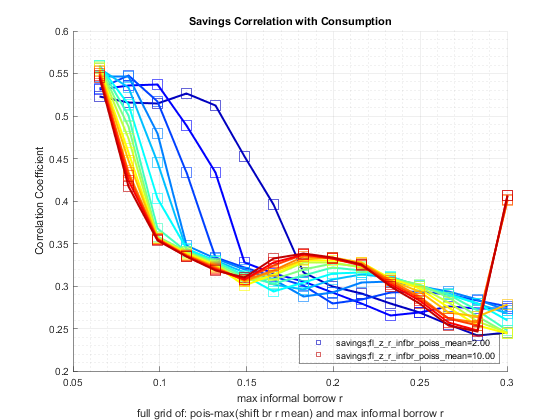 Savings Correlation with Consumption
0.6
0.55
0.5
0.45
0.4
0.35
0.3
0.25
0.2
Correlation Coefficient
savings;fl_z_r_infbr_poiss_mean=2.00
savings;fl_z_r_infbr_poiss_mean=10.00
0.05 0.1 0.15 0.2 0.25 0.3
max informal borrow r
full grid of: pois-max(shift br r mean) and max informal borrow r